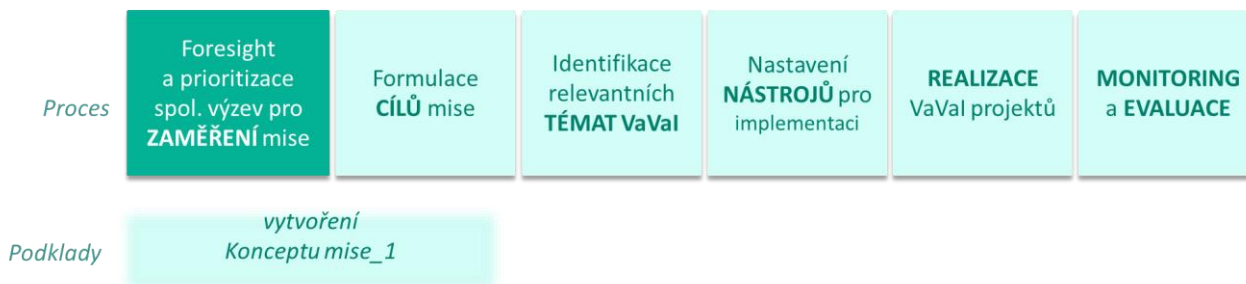 Proces
Foresight
a prioritizace
spol. výzev pro
ZAMĚŘENÍ mise
Formulace
CÍLŮ mise
Identifikace
relevantních
TÉMAT VaVaI
Nastavení
NÁSTROJŮ pro
implementaci
REALIZACE
VaVaI projektů
MONITORING
a EVALUACE
Podklady
vytvoření
Konceptu mise_1